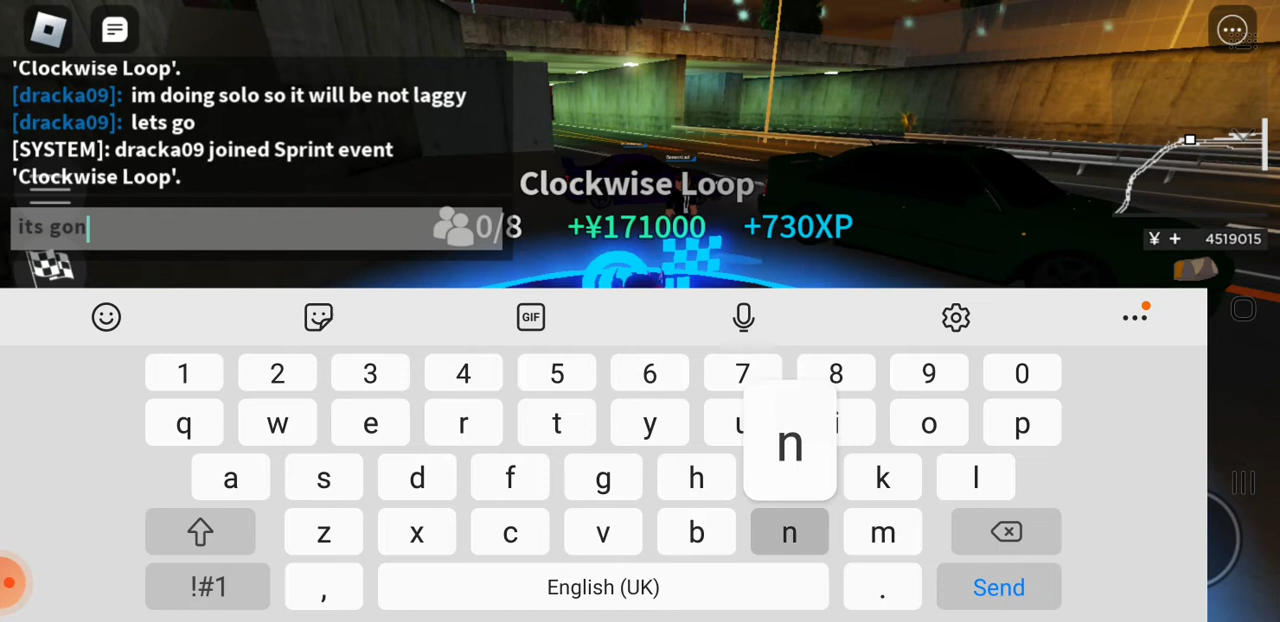 'Clockwise Loop'.
[dracka09]: im doing solo so it will be not laggy
[dracka09]: lets go
[SYSTEM]: dracka09 joined Sprint event
'Clockwise Loop'.
its gon
Clockwise Loop
0/8 +¥171000 +730XP
¥ + 4519015
GIF
1 2 3 4 5 6 7 8 9 0
q w e r t y u i o p
a s d f g h n k l
z x c v b n m
!#1 , English (UK) . Send